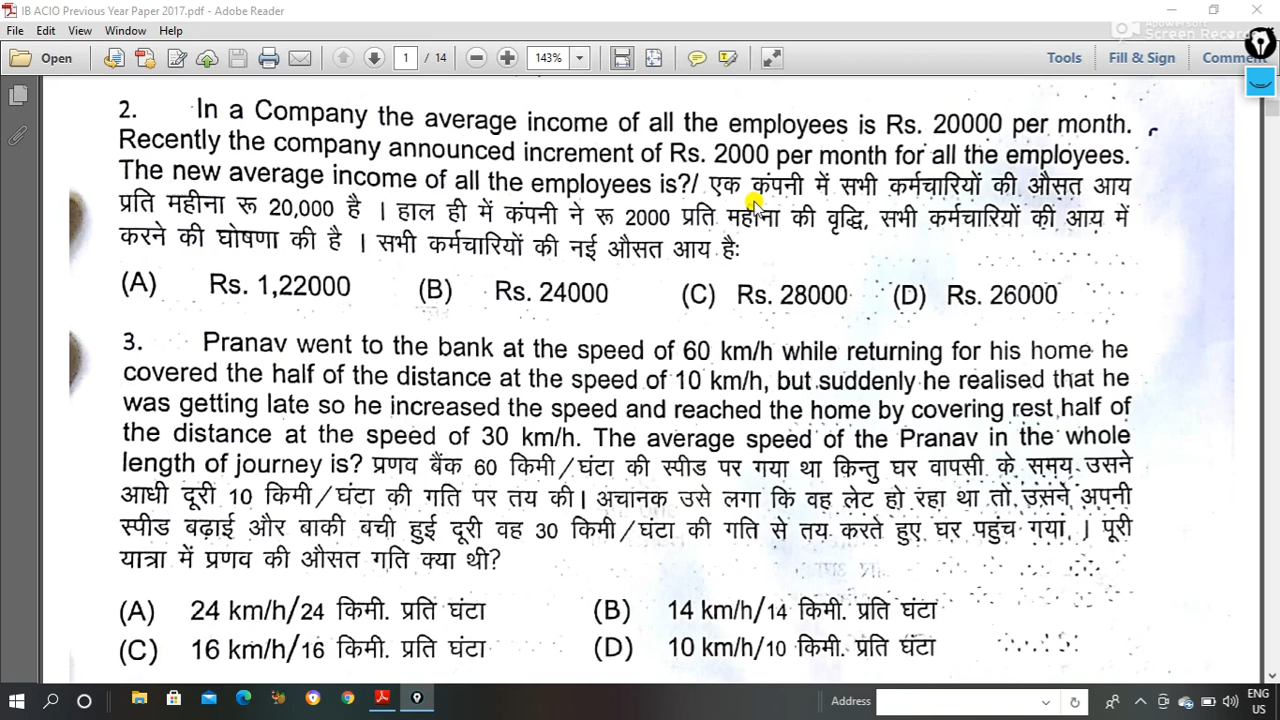 IB ACIO Previous Year Paper 2017.pdf - Adobe Reader
File Edit View Window Help
Open 1 / 14 143% Tools Fill & Sign Comment
2. In a Company the average income of all the employees is Rs. 20000 per month.
Recently the company announced increment of Rs. 2000 per month for all the employees.
The new average income of all the employees is?/ एक कंपनी में सभी कर्मचारियों की औसत आय
प्रति महीना रू 20,000 है । हाल ही में कंपनी ने रू 2000 प्रति महीना की वृद्धि, सभी कर्मचारियों की आय में
करने की घोषणा की है । सभी कर्मचारियों की नई औसत आय है:
(A) Rs. 1,22000 (B) Rs. 24000 (C) Rs. 28000 (D) Rs. 26000
3. Pranav went to the bank at the speed of 60 km/h while returning for his home he
covered the half of the distance at the speed of 10 km/h, but suddenly he realised that he
was getting late so he increased the speed and reached the home by covering rest half of
the distance at the speed of 30 km/h. The average speed of the Pranav in the whole
length of journey is? प्रणव बैंक 60 किमी/घंटा की स्पीड पर गया था किन्तु घर वापसी के समय उसने
आधी दूरी 10 किमी/घंटा की गति पर तय की। अचानक उसे लगा कि वह लेट हो रहा था तो उसने अपनी
स्पीड बढ़ाई और बाकी बची हुई दूरी वह 30 किमी/घंटा की गति से तय करते हुए घर पहुंच गया । पूरी
यात्रा में प्रणव की औसत गति क्या थी?
(A) 24 km/h/24 किमी. प्रति घंटा (B) 14 km/h/14 किमी. प्रति घंटा
(C) 16 km/h/16 किमी. प्रति घंटा (D) 10 km/h/10 किमी. प्रति घंटा
Address ENG
US